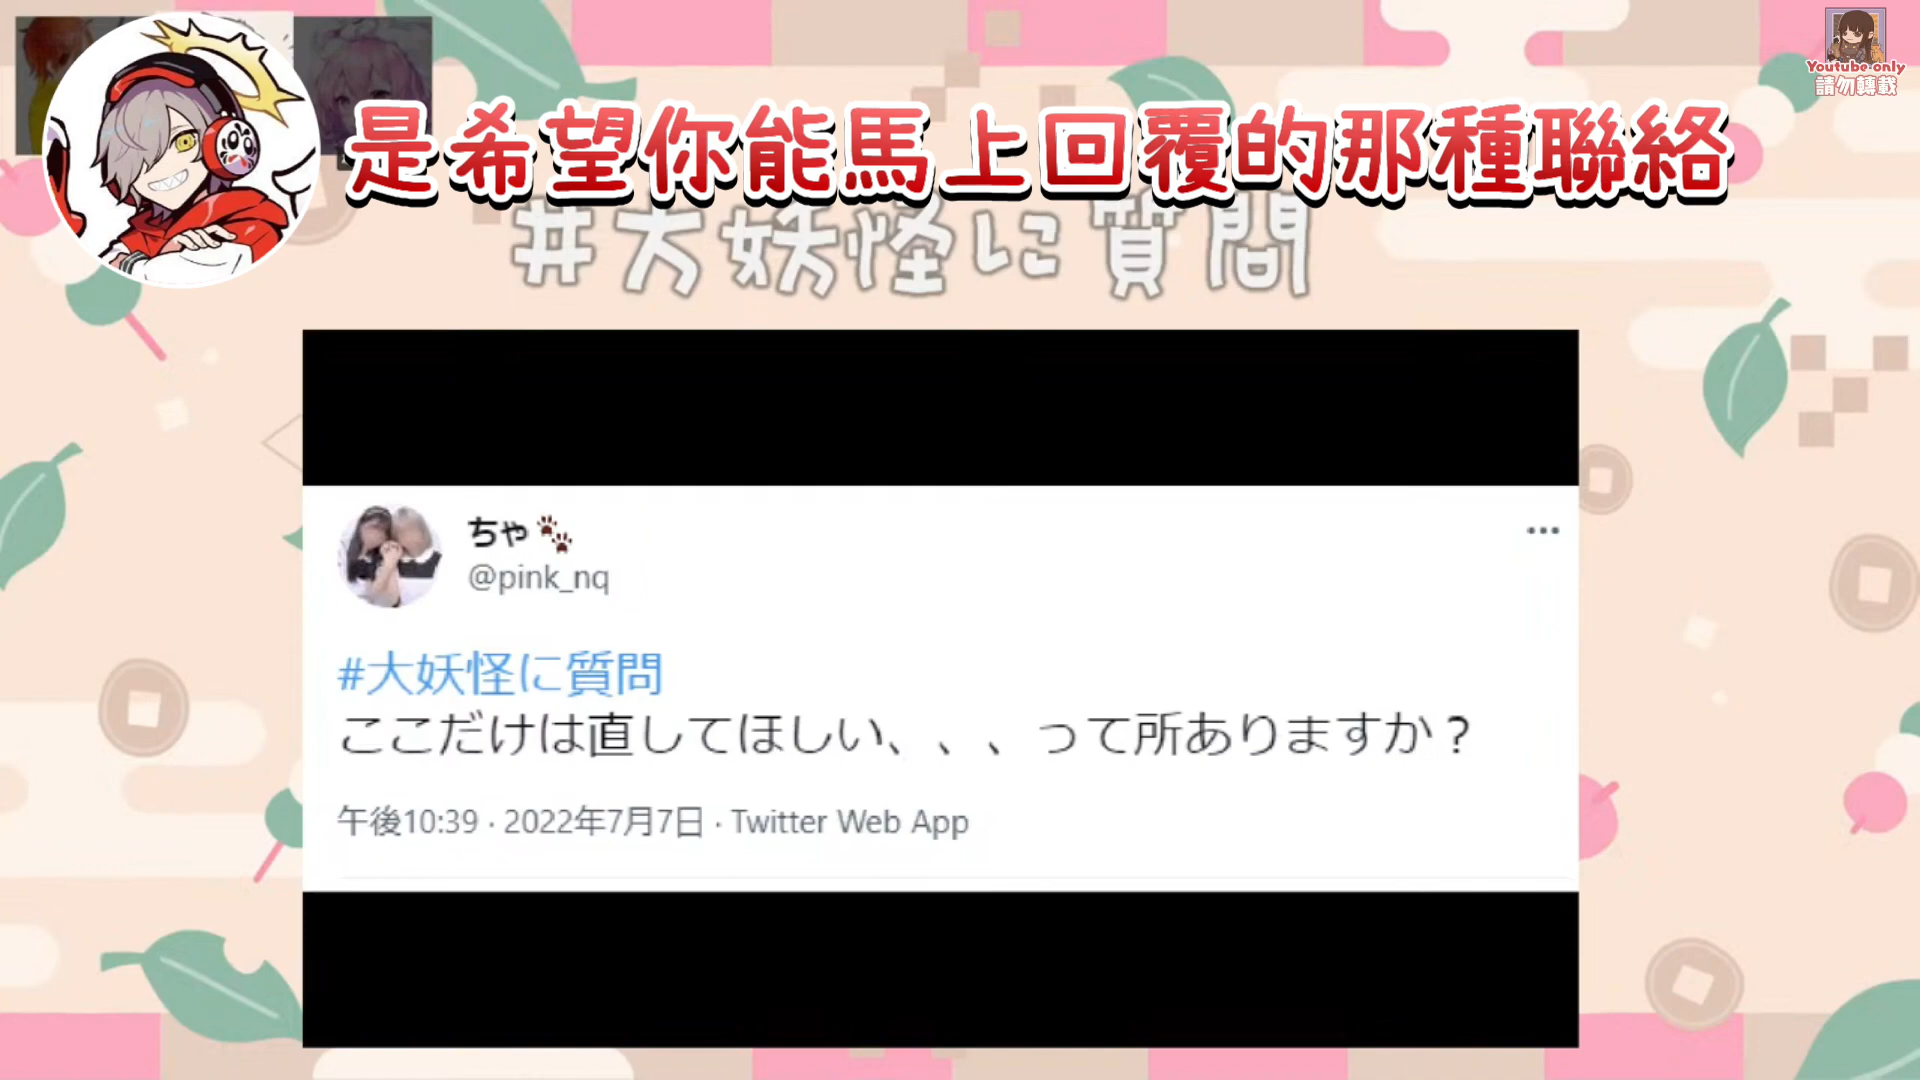 Youtube only
請勿轉載
是希望你能馬上回覆的那種聯絡
#大妖怪に質問
ちゃ
@pink_nq
#大妖怪に質問
ここだけは直してほしい、、、って所ありますか？
午後10:39 · 2022年7月7日 · Twitter Web App